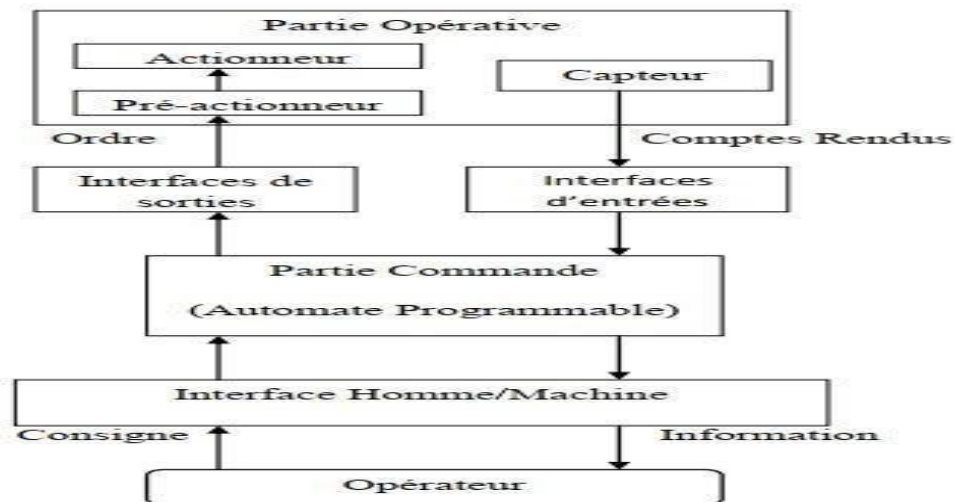 Partie Opérative
Actionneur
Capteur
Pré-actionneur
Ordre
Comptes Rendus
Interfaces de
sorties
Interfaces
d'entrées
Partie Commande
(Automate Programmable)
Interface Homme/Machine
Consigne
Information
Opérateur